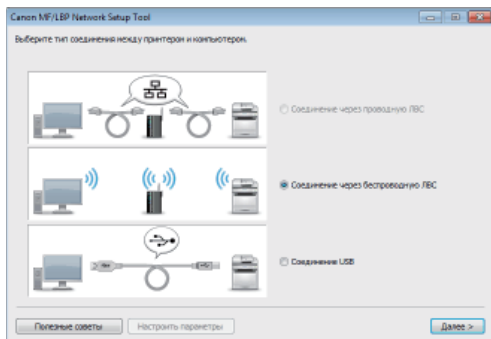 Canon MF/LBP Network Setup Tool
Выберите тип соединения между принтером и компьютером.
Соединение через проводную ЛВС
Соединение через беспроводную ЛВС
Соединение USB
Полезные советы
Настроить параметры
Далее >